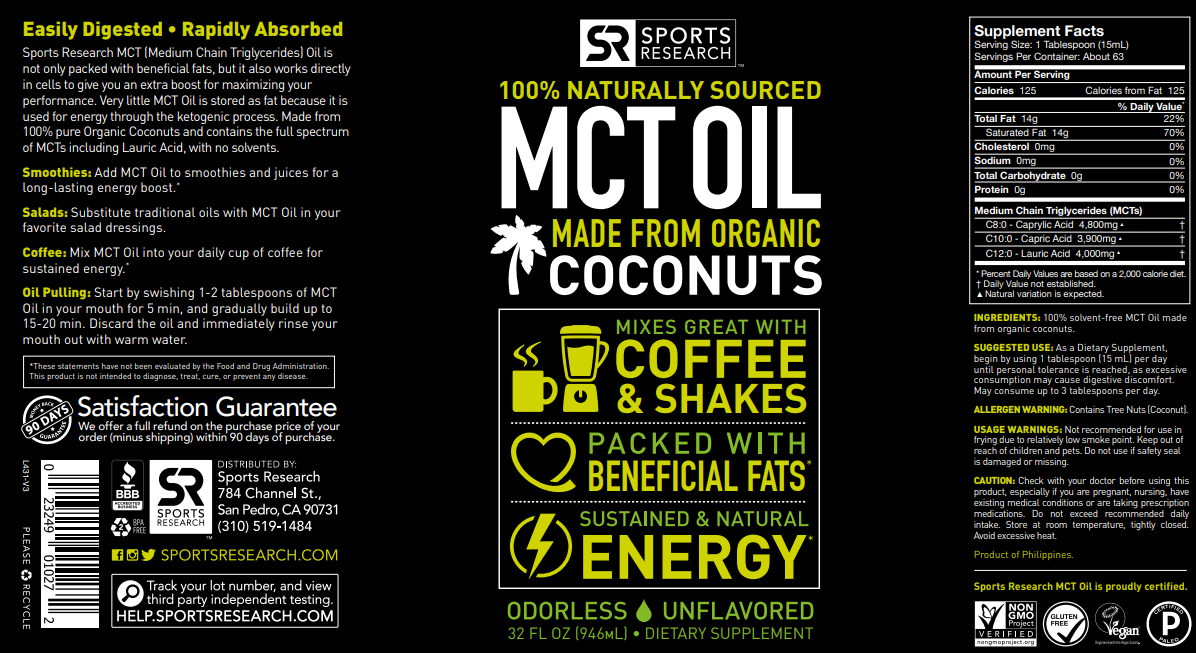 Easily Digested • Rapidly Absorbed
Sports Research MCT (Medium Chain Triglycerides) Oil is
not only packed with beneficial fats, but it also works directly
in cells to give you an extra boost for maximizing your
performance. Very little MCT Oil is stored as fat because it is
used for energy through the ketogenic process. Made from
100% pure Organic Coconuts and contains the full spectrum
of MCTs including Lauric Acid, with no solvents.
Smoothies: Add MCT Oil to smoothies and juices for a
long-lasting energy boost.*
Salads: Substitute traditional oils with MCT Oil in your
favorite salad dressings.
Coffee: Mix MCT Oil into your daily cup of coffee for
sustained energy.*
Oil Pulling: Start by swishing 1-2 tablespoons of MCT
Oil in your mouth for 5 min, and gradually build up to
15-20 min. Discard the oil and immediately rinse your
mouth out with warm water.
*These statements have not been evaluated by the Food and Drug Administration.
This product is not intended to diagnose, treat, cure, or prevent any disease.
MONEY BACK
90 DAYS
GUARANTEE
Satisfaction Guarantee
We offer a full refund on the purchase price of your
order (minus shipping) within 90 days of purchase.
L431-V3
PLEASE RECYCLE
0 23249 01027 2
BBB
ACCREDITED
BUSINESS
2
BPA
FREE
SR
SPORTS
RESEARCH
TM
DISTRIBUTED BY:
Sports Research
784 Channel St.,
San Pedro, CA 90731
(310) 519-1484
SPORTSRESEARCH.COM
Track your lot number, and view
third party independent testing.
HELP.SPORTSRESEARCH.COM
SR SPORTS
RESEARCH
TM
100% NATURALLY SOURCED
MCT OIL
MADE FROM ORGANIC
COCONUTS
MIXES GREAT WITH
COFFEE
& SHAKES
PACKED WITH
BENEFICIAL FATS*
SUSTAINED & NATURAL
ENERGY*
ODORLESS UNFLAVORED
32 FL OZ (946mL) • DIETARY SUPPLEMENT
Supplement Facts
Serving Size: 1 Tablespoon (15mL)
Servings Per Container: About 63
Amount Per Serving
Calories 125 Calories from Fat 125
% Daily Value*
Total Fat 14g 22%
Saturated Fat 14g 70%
Cholesterol 0mg 0%
Sodium 0mg 0%
Total Carbohydrate 0g 0%
Protein 0g 0%
Medium Chain Triglycerides (MCTs)
C8:0 - Caprylic Acid 4,800mg ▲ †
C10:0 - Capric Acid 3,900mg ▲ †
C12:0 - Lauric Acid 4,000mg ▲ †
* Percent Daily Values are based on a 2,000 calorie diet.
† Daily Value not established.
▲ Natural variation is expected.
INGREDIENTS: 100% solvent-free MCT Oil made
from organic coconuts.
SUGGESTED USE: As a Dietary Supplement,
begin by using 1 tablespoon (15 mL) per day
until personal tolerance is reached, as excessive
consumption may cause digestive discomfort.
May consume up to 3 tablespoons per day.
ALLERGEN WARNING: Contains Tree Nuts (Coconut).
USAGE WARNINGS: Not recommended for use in
frying due to relatively low smoke point. Keep out of
reach of children and pets. Do not use if safety seal
is damaged or missing.
CAUTION: Check with your doctor before using this
product, especially if you are pregnant, nursing, have
existing medical conditions or are taking prescription
medications. Do not exceed recommended daily
intake. Store at room temperature, tightly closed.
Avoid excessive heat.
Product of Philippines.
Sports Research MCT Oil is proudly certified.
NON
GMO
Project
VERIFIED
nongmoproject.org
GLUTEN
FREE
Vegan
CERTIFIED
P
PALEO